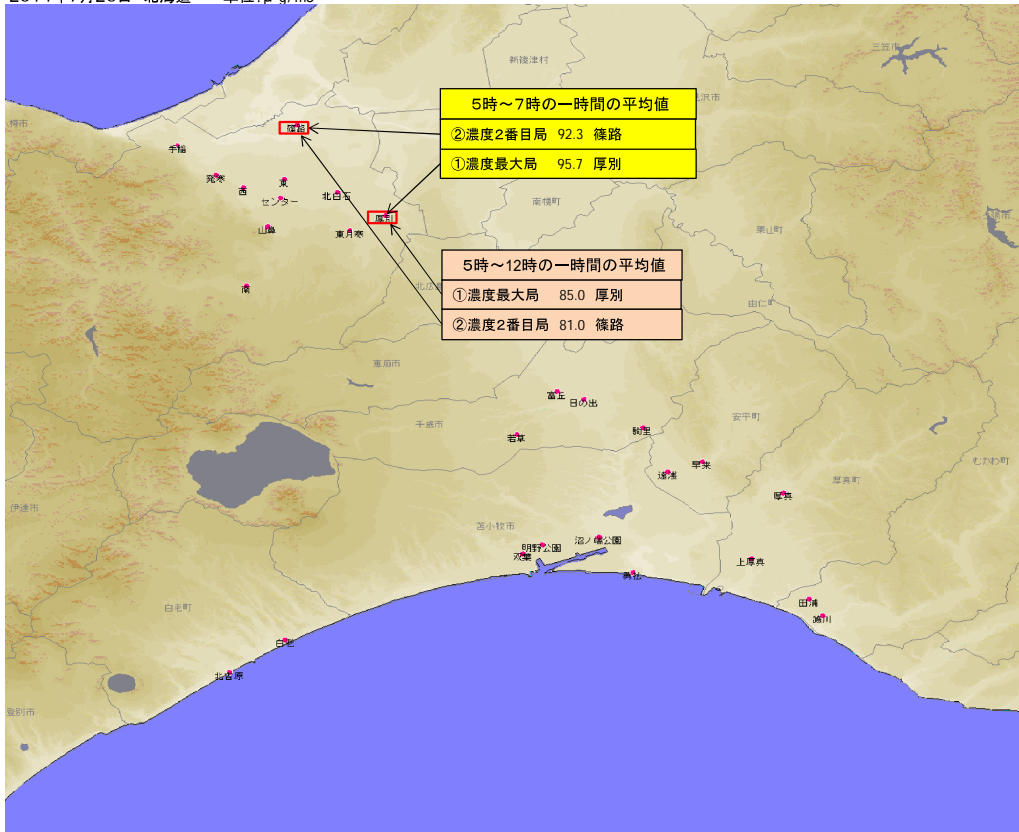 新篠津村
三笠市
5時～7時の一時間の平均値
②濃度2番目局 92.3 篠路
①濃度最大局 95.7 厚別
篠路
手稲
発寒
西
東
センター
北白石
厚別
山鼻
東月寒
南
南幌町
栗山町
由仁町
5時～12時の一時間の平均値
①濃度最大局 85.0 厚別
②濃度2番目局 81.0 篠路
恵庭市
千歳市
富丘
日の出
若草
駒里
安平町
早来
遠浅
厚真
厚真町
むかわ町
伊達市
苫小牧市
明野公園
双葉
沼ノ端公園
勇払
上厚真
田浦
鵡川
白老町
白老
北吉原
登別市